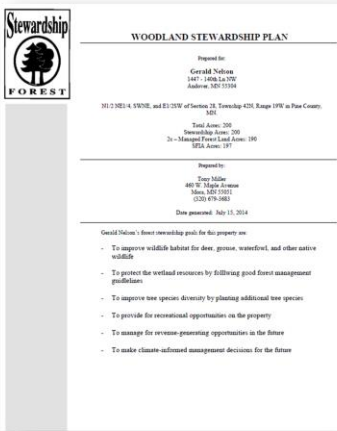 Stewardship
FOREST
WOODLAND STEWARDSHIP PLAN
Prepared for:
Gerald Nelson
1447 - 140th Ln NW
Andover, MN 55304
N1/2 NE1/4, SWNE, and E1/2SW of Section 28, Township 42N, Range 19W in Pine County,
MN.
Total Acres: 200
Stewardship Acres: 200
2c – Managed Forest Land Acres: 190
SFIA Acres: 197
Prepared by:
Tony Miller
460 W. Maple Avenue
Mora, MN 55051
(320) 679-3683
Date generated: July 15, 2014
Gerald Nelson's forest stewardship goals for this property are:
- To improve wildlife habitat for deer, grouse, waterfowl, and other native
wildlife
- To protect the wetland resources by following good forest management
guidelines
- To improve tree species diversity by planting additional tree species
- To provide for recreational opportunities on the property
- To manage for revenue-generating opportunities in the future
- To make climate-informed management decisions for the future